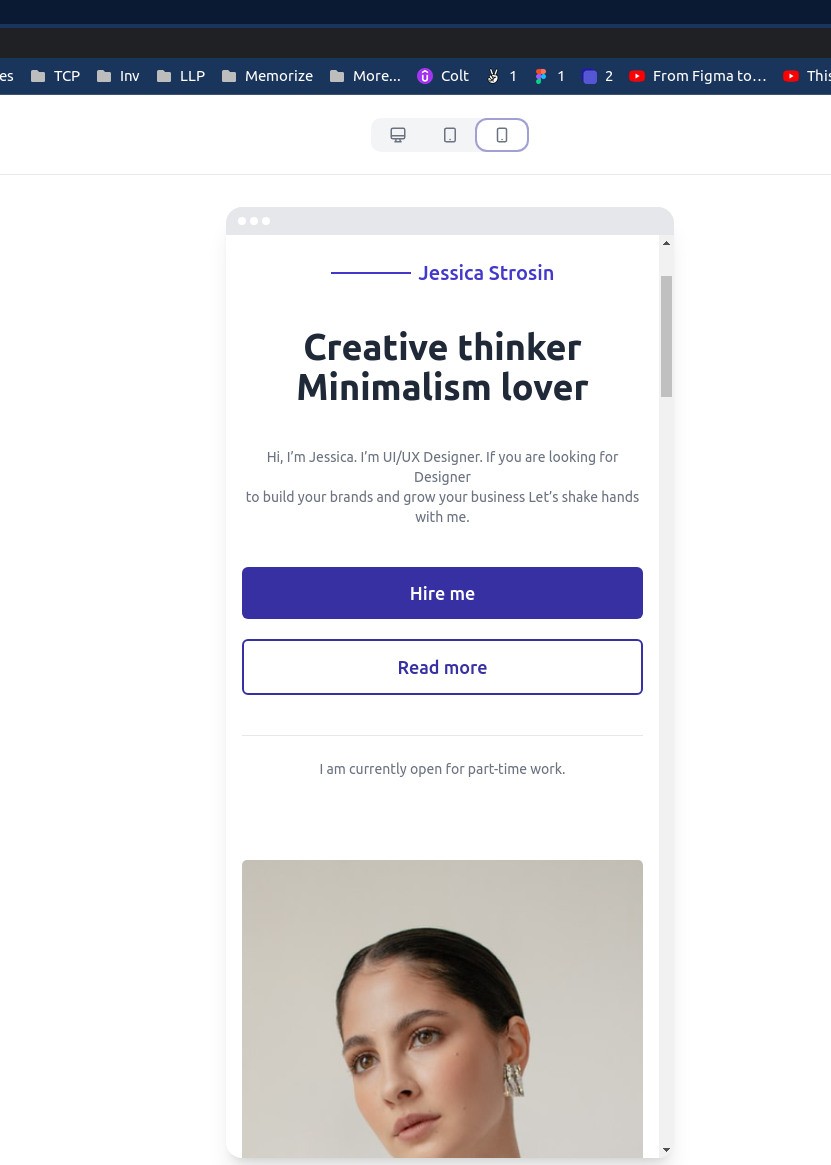 es TCP Inv LLP Memorize More... Colt 1 1 2 From Figma to... This
Jessica Strosin
Creative thinker
Minimalism lover
Hi, I’m Jessica. I’m UI/UX Designer. If you are looking for
Designer
to build your brands and grow your business Let’s shake hands
with me.
Hire me
Read more
I am currently open for part-time work.